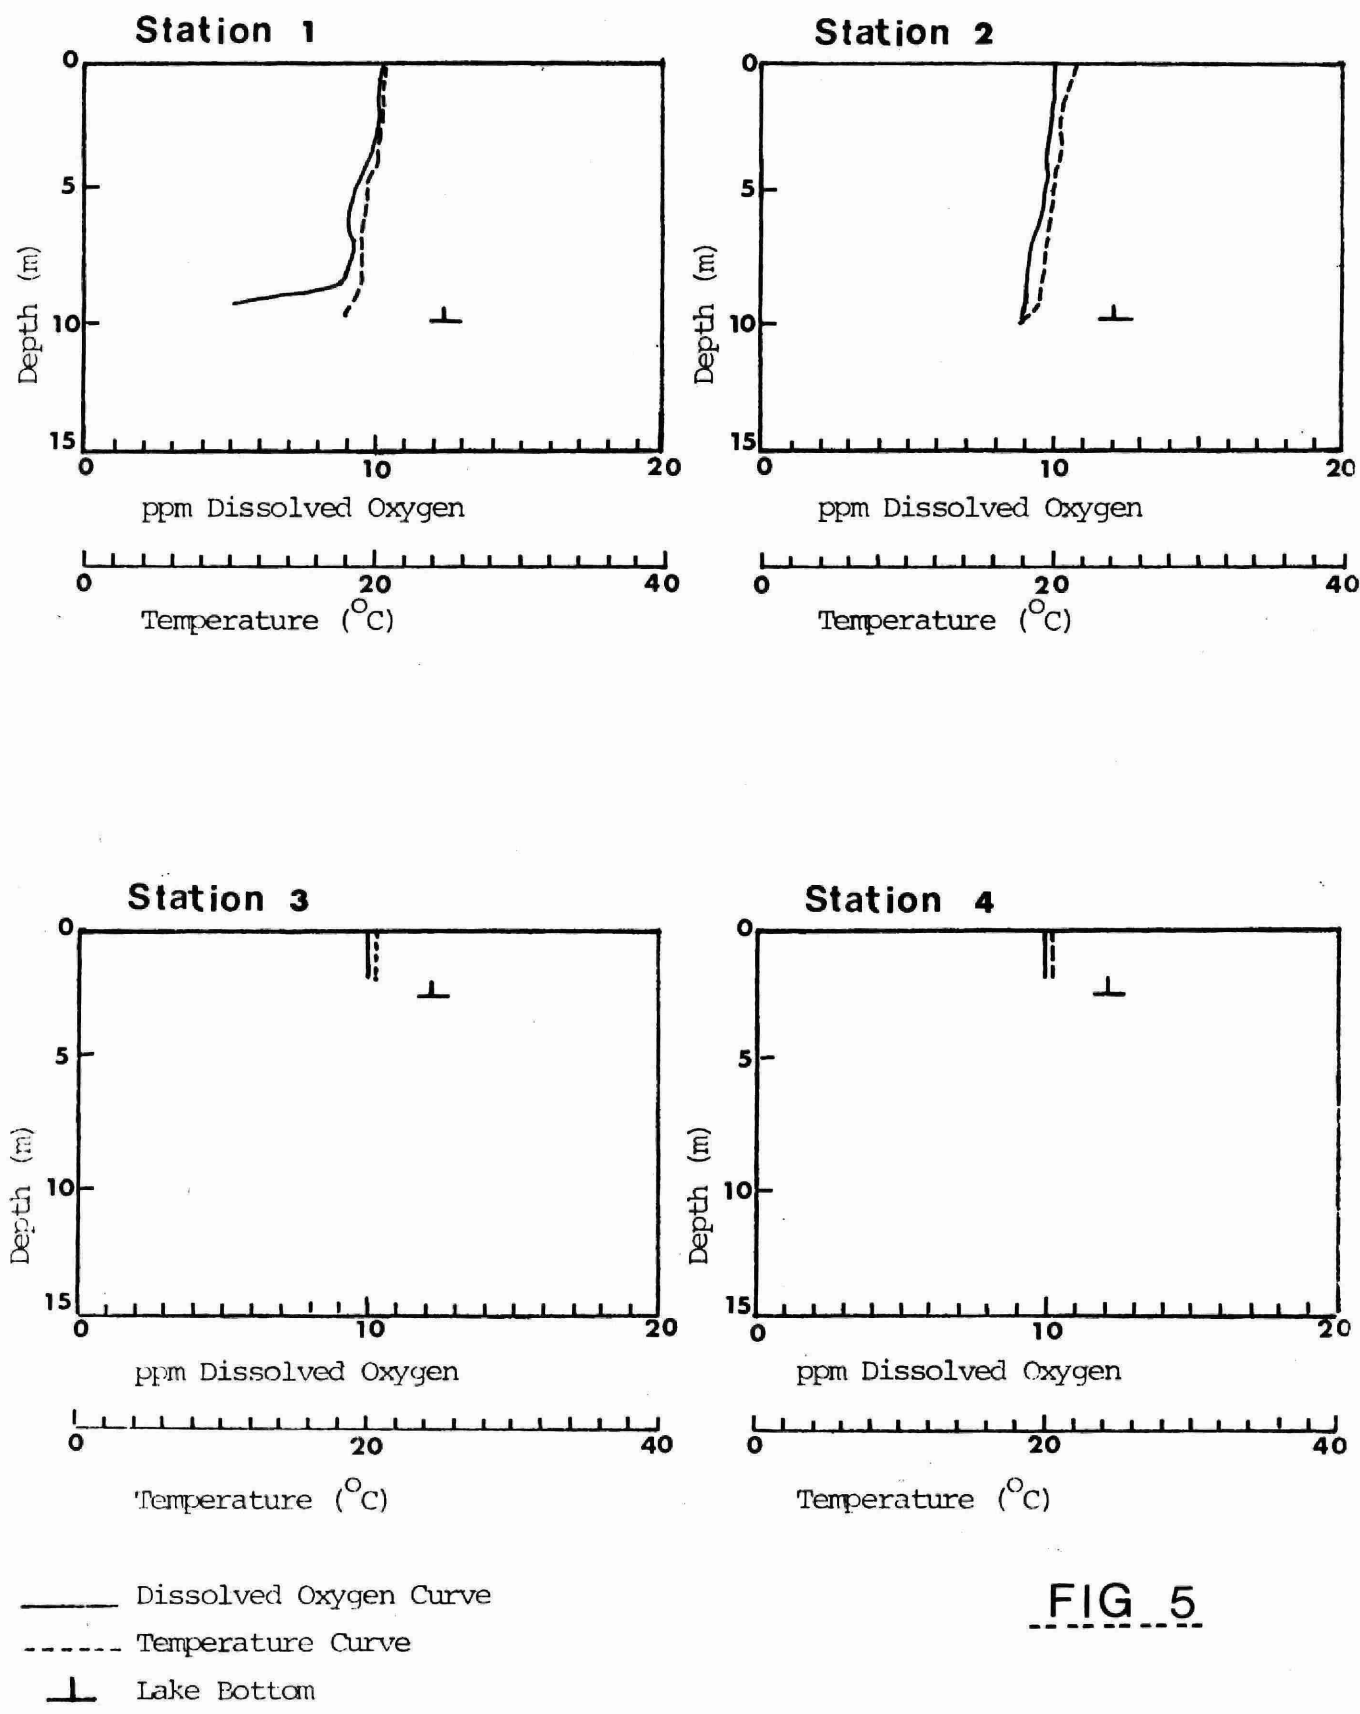 Station 1
0
5
10
15
Depth (m)
0 10 20
ppm Dissolved Oxygen
0 20 40
Temperature (°C)
Station 2
0
5
10
15
Depth (m)
0 10 20
ppm Dissolved Oxygen
0 20 40
Temperature (°C)
Station 3
0
5
10
15
Depth (m)
0 10 20
ppm Dissolved Oxygen
0 20 40
Temperature (°C)
Station 4
0
5
10
15
Depth (m)
0 10 20
ppm Dissolved Oxygen
0 20 40
Temperature (°C)
Dissolved Oxygen Curve
Temperature Curve
Lake Bottom
FIG 5